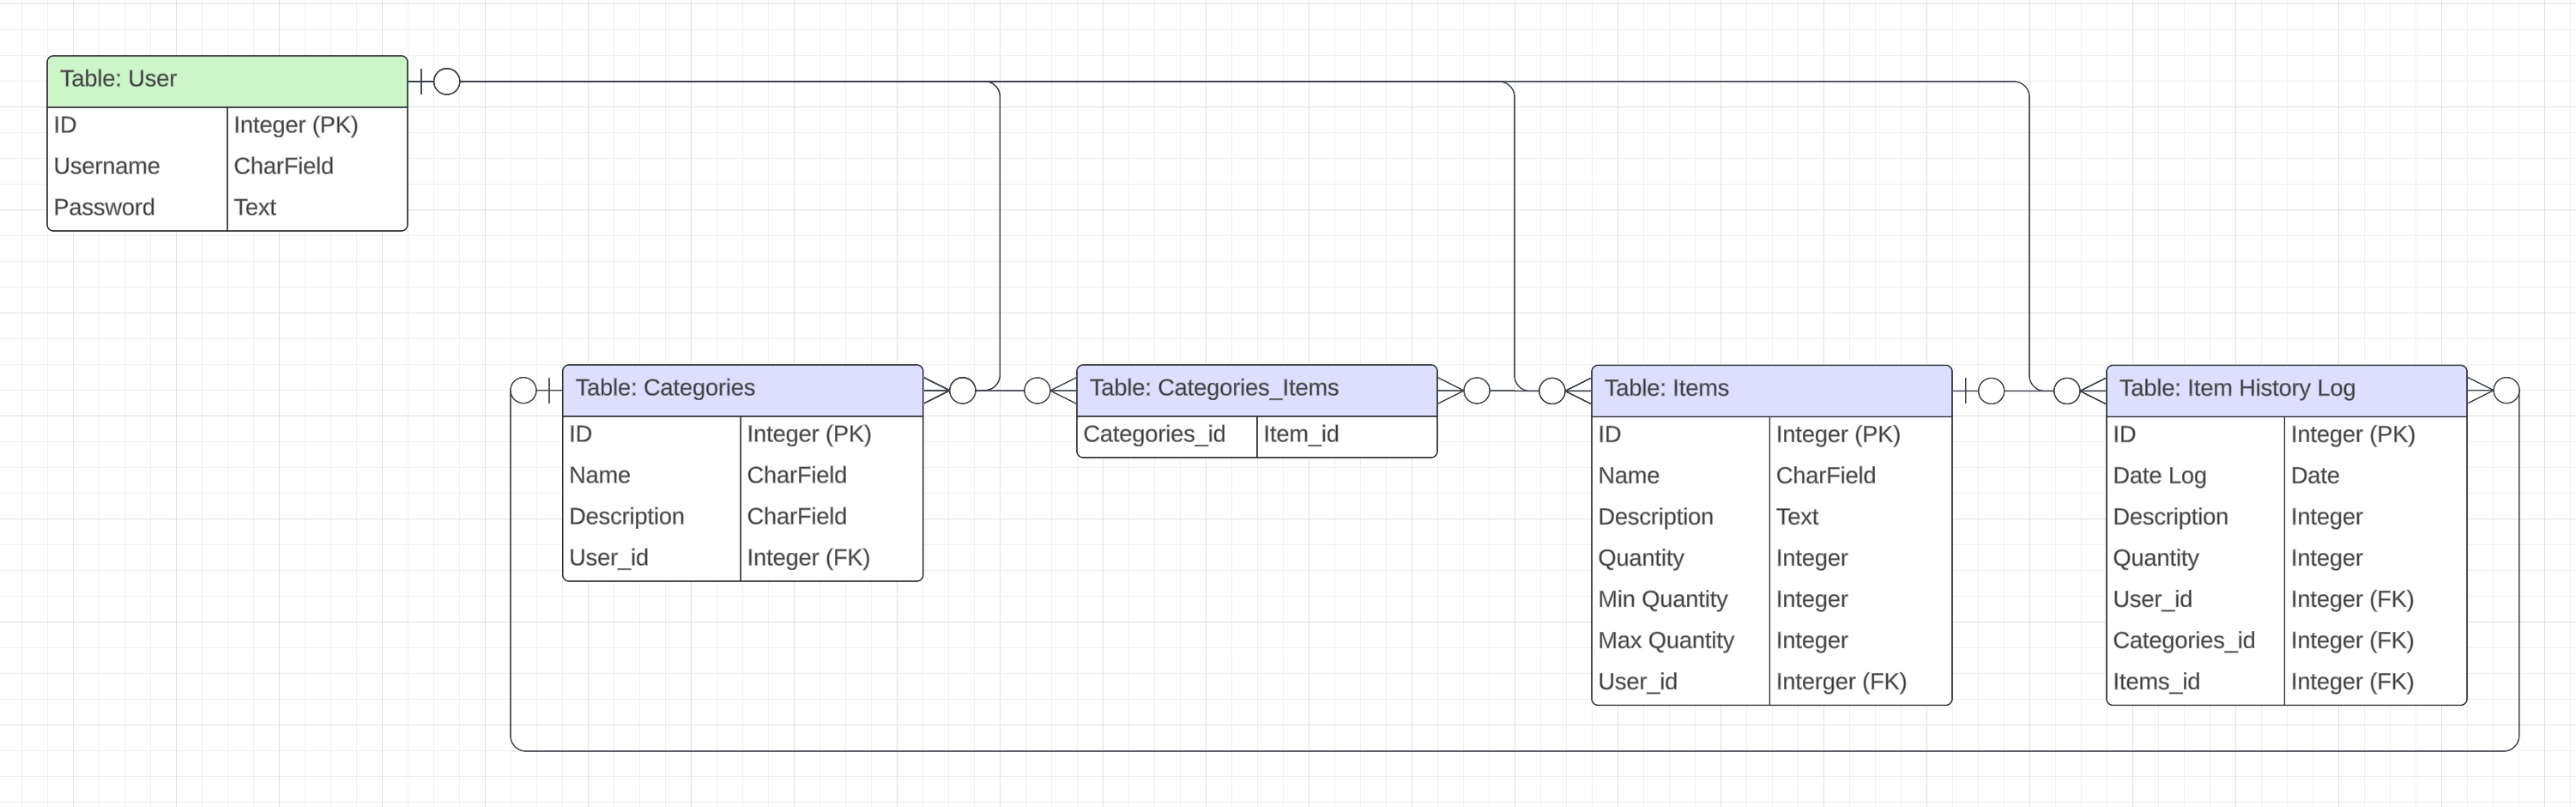 Table: User
ID Integer (PK)
Username CharField
Password Text
Table: Categories
ID Integer (PK)
Name CharField
Description CharField
User_id Integer (FK)
Table: Categories_Items
Categories_id Item_id
Table: Items
ID Integer (PK)
Name CharField
Description Text
Quantity Integer
Min Quantity Integer
Max Quantity Integer
User_id Interger (FK)
Table: Item History Log
ID Integer (PK)
Date Log Date
Description Integer
Quantity Integer
User_id Integer (FK)
Categories_id Integer (FK)
Items_id Integer (FK)